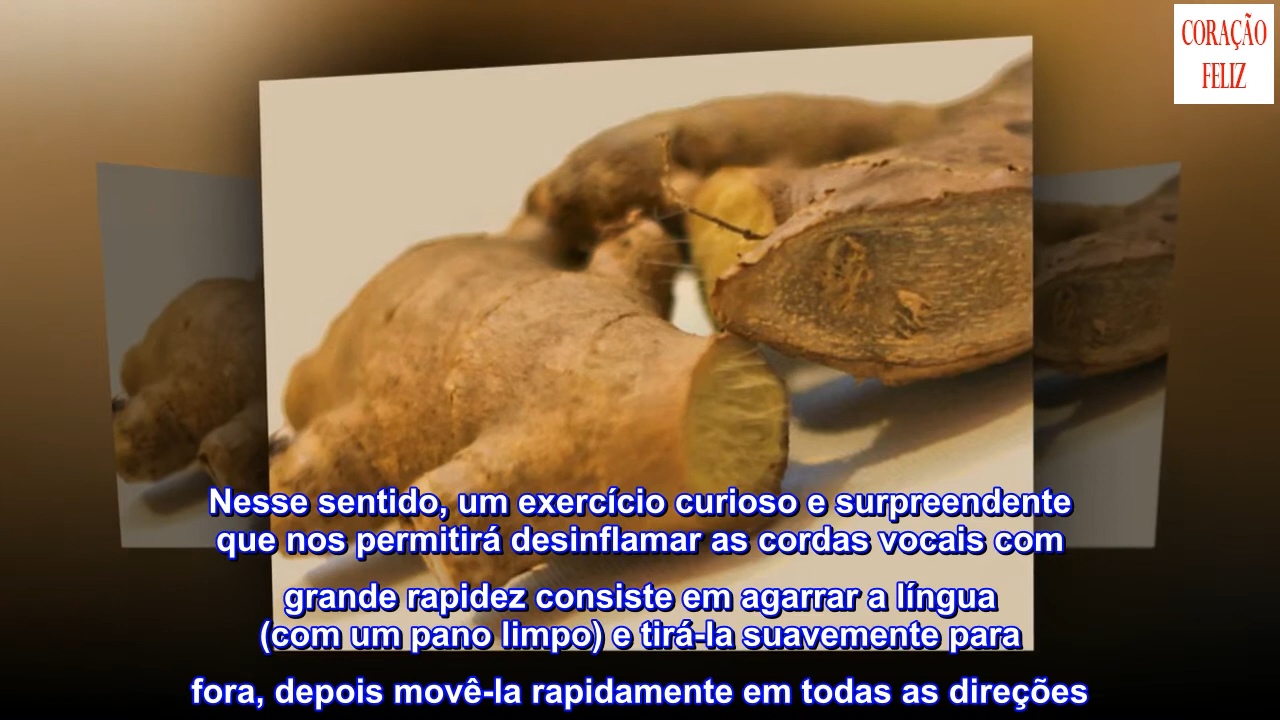 CORAÇÃO
FELIZ
Nesse sentido, um exercício curioso e surpreendente
que nos permitirá desinflamar as cordas vocais com
grande rapidez consiste em agarrar a língua
(com um pano limpo) e tirá-la suavemente para
fora, depois movê-la rapidamente em todas as direções